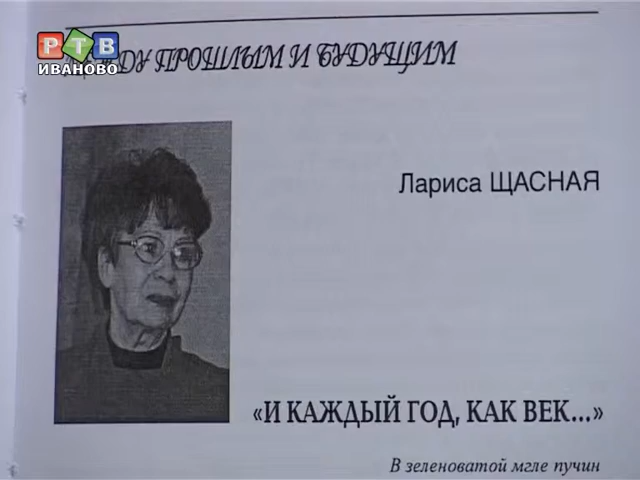 РТВ
ИВАНОВО
ПРОШЛЫМ И БУДУЩИМ
Лариса ЩАСНАЯ
«И КАЖДЫЙ ГОД, КАК ВЕК...»
В зеленоватой мгле пучин